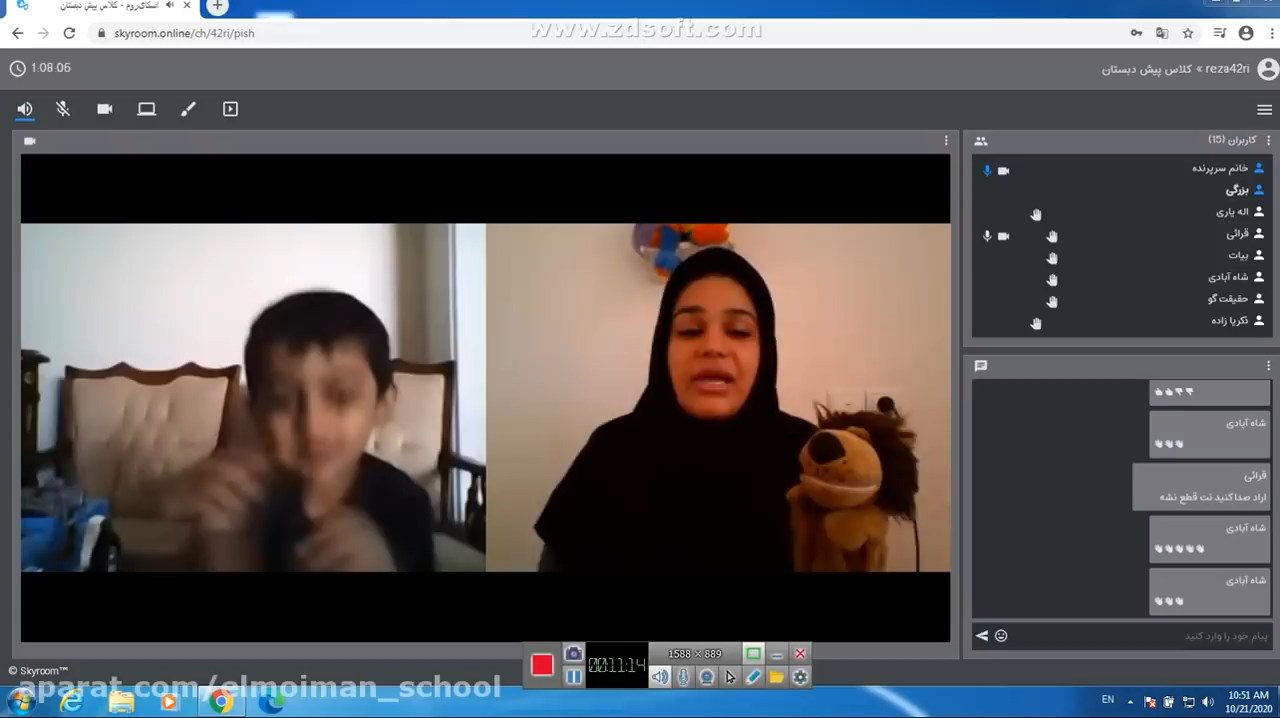 اسکای‌روم - کلاس پیش دبستان
www.zdsoft.com
skyroom.online/ch/42ri/pish
1:08:06
reza42ri » کلاس پیش دبستان
کاربران (15)
خانم سرپرنده
بزرگی
اله یاری
قرائی
بیات
شاه آبادی
حقیقت گو
ذکریا زاده
شاه آبادی
قرائی
اراد صدا کنید نت قطع نشه
شاه آبادی
شاه آبادی
پیام خود را وارد کنید
00:11:14
1588 × 889
© Skyroom™
aparat.com/almoiman_school
EN
10:51 AM
10/21/2020